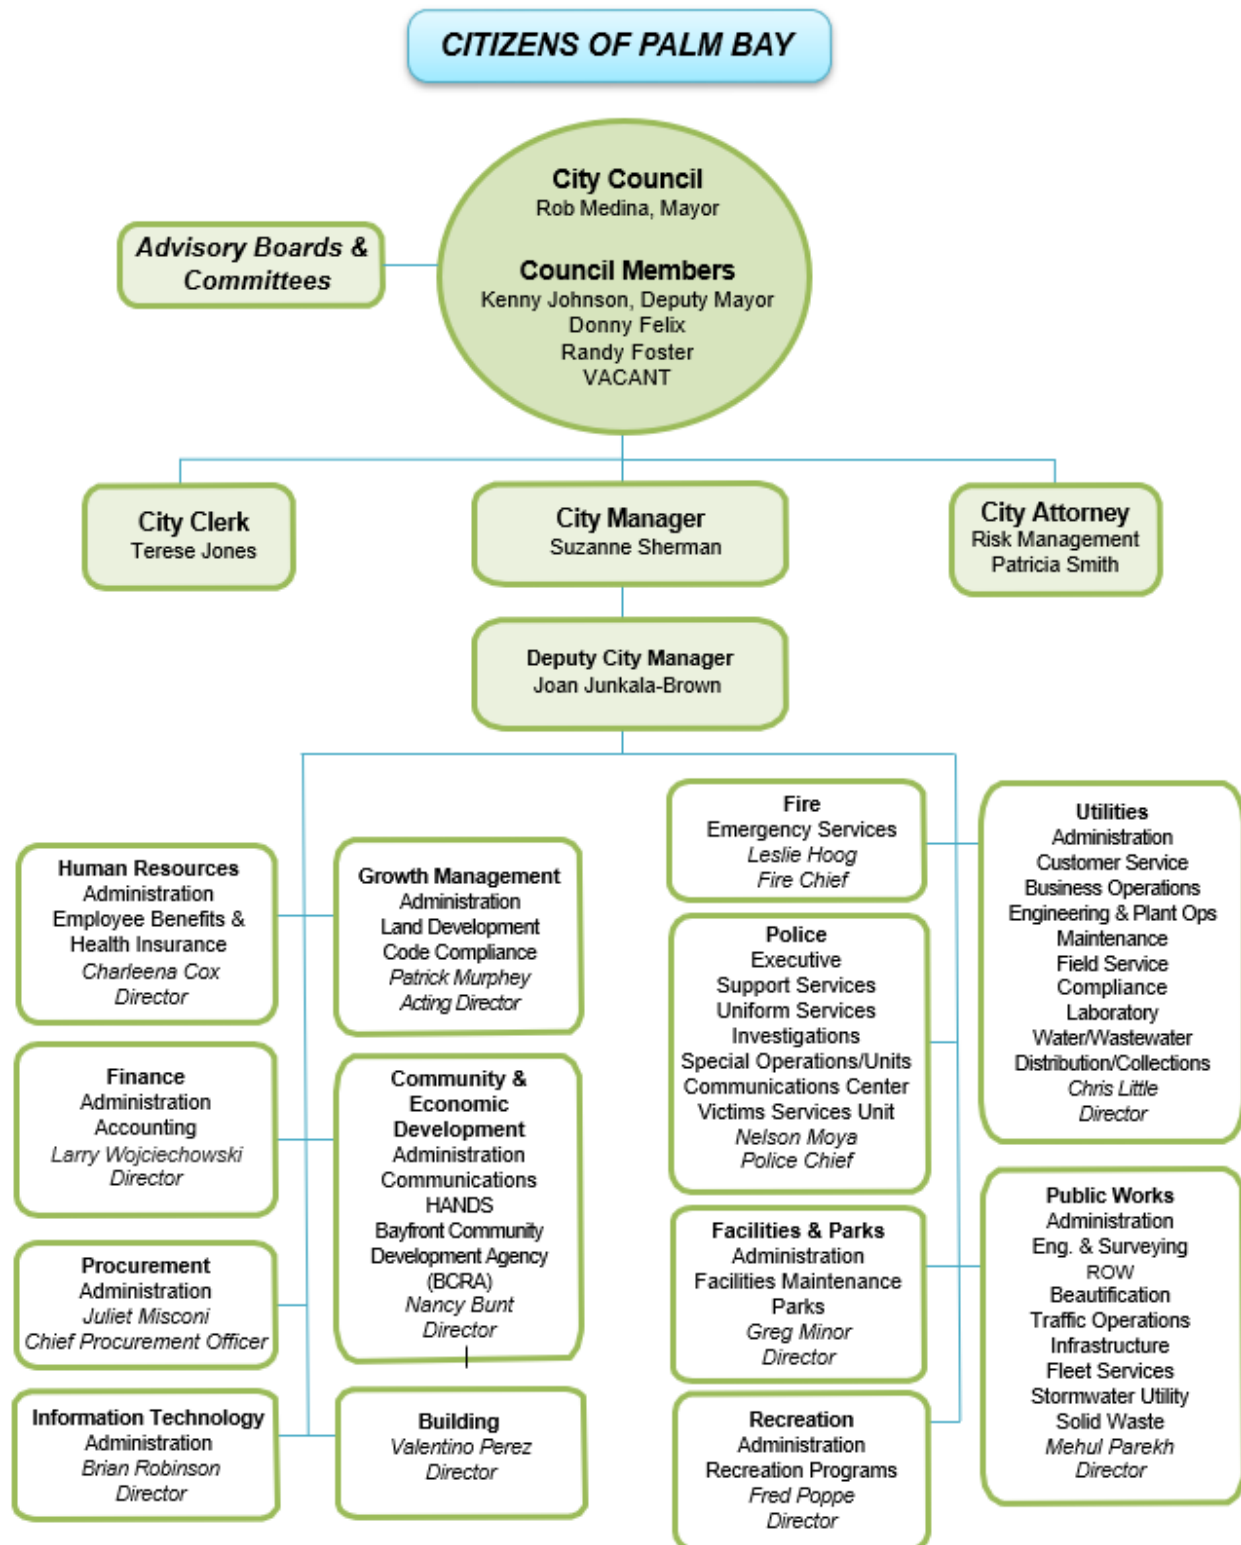 CITIZENS OF PALM BAY
City Council
Rob Medina, Mayor
Council Members
Kenny Johnson, Deputy Mayor
Donny Felix
Randy Foster
VACANT
Advisory Boards &
Committees
City Clerk
Terese Jones
City Manager
Suzanne Sherman
City Attorney
Risk Management
Patricia Smith
Deputy City Manager
Joan Junkala-Brown
Human Resources
Administration
Employee Benefits &
Health Insurance
Charleena Cox
Director
Growth Management
Administration
Land Development
Code Compliance
Patrick Murphey
Acting Director
Finance
Administration
Accounting
Larry Wojciechowski
Director
Community &
Economic
Development
Administration
Communications
HANDS
Bayfront Community
Development Agency
(BCRA)
Nancy Bunt
Director
Procurement
Administration
Juliet Misconi
Chief Procurement Officer
Information Technology
Administration
Brian Robinson
Director
Building
Valentino Perez
Director
Fire
Emergency Services
Leslie Hoog
Fire Chief
Police
Executive
Support Services
Uniform Services
Investigations
Special Operations/Units
Communications Center
Victims Services Unit
Nelson Moya
Police Chief
Facilities & Parks
Administration
Facilities Maintenance
Parks
Greg Minor
Director
Recreation
Administration
Recreation Programs
Fred Poppe
Director
Utilities
Administration
Customer Service
Business Operations
Engineering & Plant Ops
Maintenance
Field Service
Compliance
Laboratory
Water/Wastewater
Distribution/Collections
Chris Little
Director
Public Works
Administration
Eng. & Surveying
ROW
Beautification
Traffic Operations
Infrastructure
Fleet Services
Stormwater Utility
Solid Waste
Mehul Parekh
Director